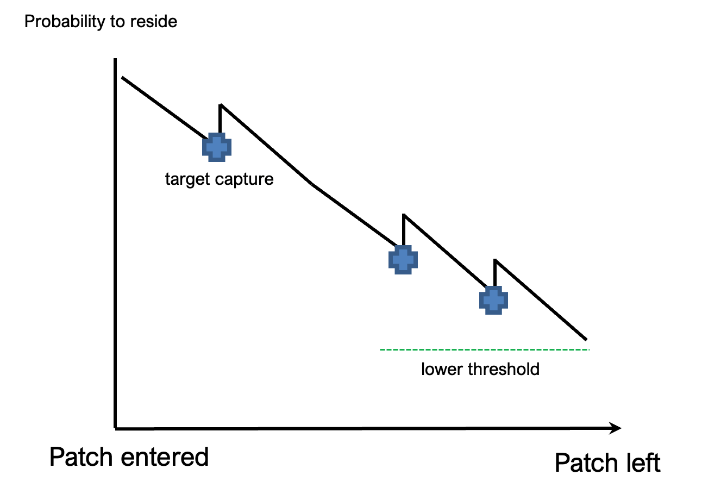 Probability to reside
target capture
lower threshold
Patch entered
Patch left